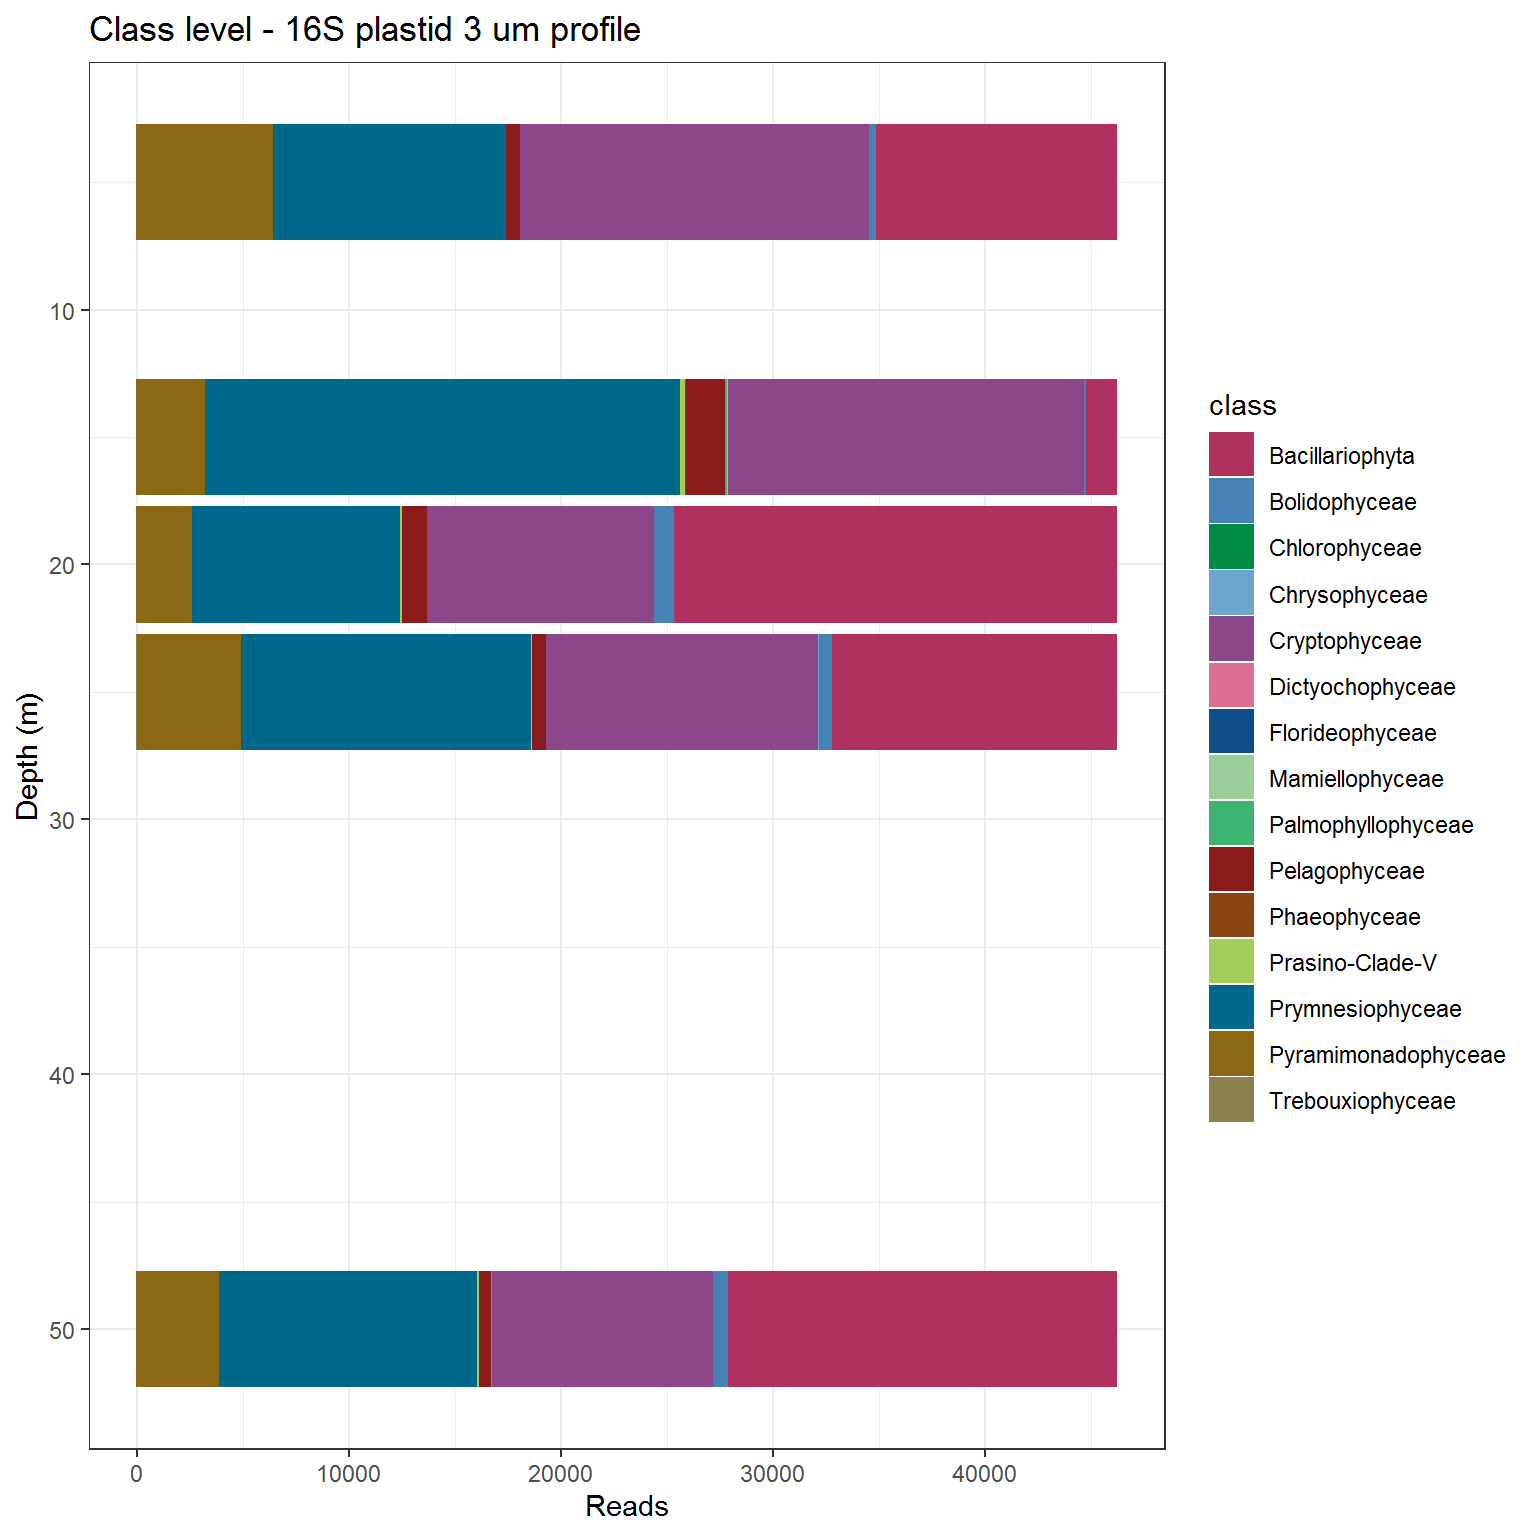 Class level - 16S plastid 3 um profile
10
20
30
40
50
Depth (m)
0 10000 20000 30000 40000
Reads
class
Bacillariophyta
Bolidophyceae
Chlorophyceae
Chrysophyceae
Cryptophyceae
Dictyochophyceae
Florideophyceae
Mamiellophyceae
Palmophyllophyceae
Pelagophyceae
Phaeophyceae
Prasino-Clade-V
Prymnesiophyceae
Pyramimonadophyceae
Trebouxiophyceae